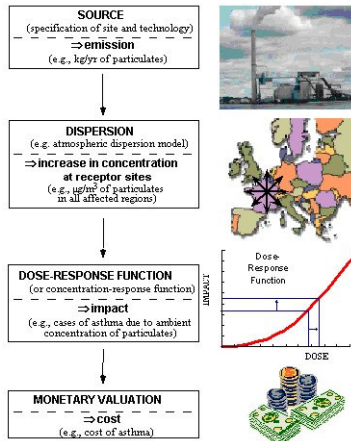 SOURCE
(specification of site and technology)
⇒emission
(e.g., kg/yr of particulates)
DISPERSION
(e.g. atmospheric dispersion model)
⇒increase in concentration
at receptor sites
(e.g., µg/m³ of particulates
in all affected regions)
DOSE-RESPONSE FUNCTION
(or concentration-response function)
⇒impact
(e.g., cases of asthma due to ambient
concentration of particulates)
Dose-
Response
Function
IMPACT
DOSE
MONETARY VALUATION
⇒cost
(e.g., cost of asthma)